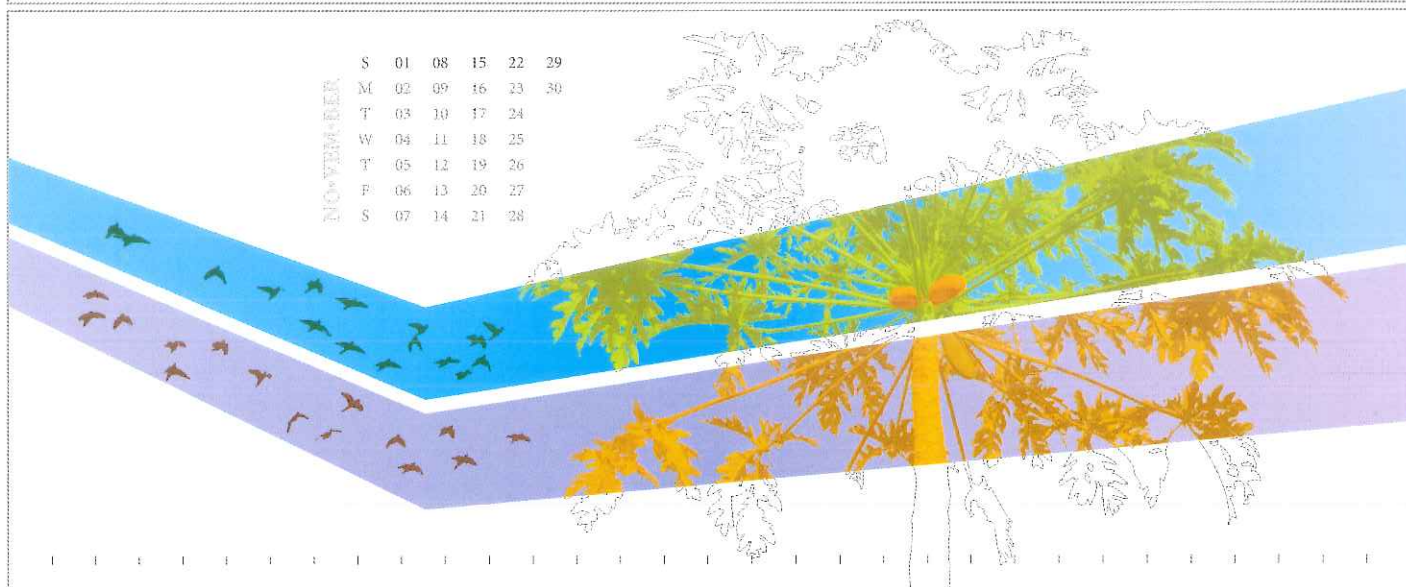 NO•VEM•BER
S 01 08 15 22 29
M 02 09 16 23 30
T 03 10 17 24
W 04 11 18 25
T 05 12 19 26
F 06 13 20 27
S 07 14 21 28